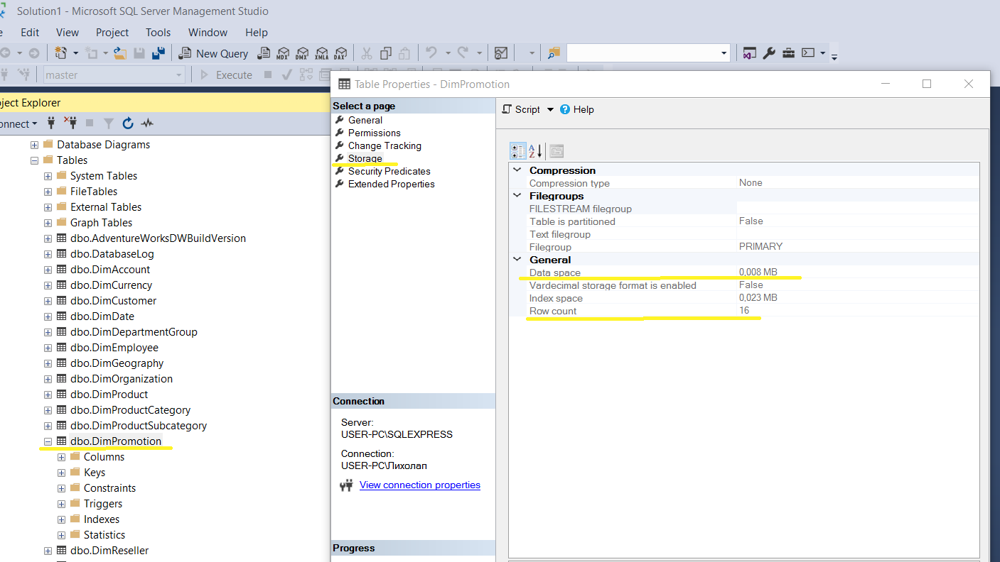 Solution1 - Microsoft SQL Server Management Studio
Edit View Project Tools Window Help
New Query MDX DMX XMLA DAX
master Execute
Table Properties - DimPromotion
ject Explorer
onnect
Database Diagrams
Tables
System Tables
FileTables
External Tables
Graph Tables
dbo.AdventureWorksDWBuildVersion
dbo.DatabaseLog
dbo.DimAccount
dbo.DimCurrency
dbo.DimCustomer
dbo.DimDate
dbo.DimDepartmentGroup
dbo.DimEmployee
dbo.DimGeography
dbo.DimOrganization
dbo.DimProduct
dbo.DimProductCategory
dbo.DimProductSubcategory
dbo.DimPromotion
Columns
Keys
Constraints
Triggers
Indexes
Statistics
dbo.DimReseller
Select a page
General
Permissions
Change Tracking
Storage
Security Predicates
Extended Properties
Connection
Server:
USER-PC\SQLEXPRESS
Connection:
USER-PC\Лихолап
View connection properties
Progress
Script Help
Compression
Compression type None
Filegroups
FILESTREAM filegroup
Table is partitioned False
Text filegroup
Filegroup PRIMARY
General
Data space 0,008 MB
Vardecimal storage format is enabled False
Index space 0,023 MB
Row count 16